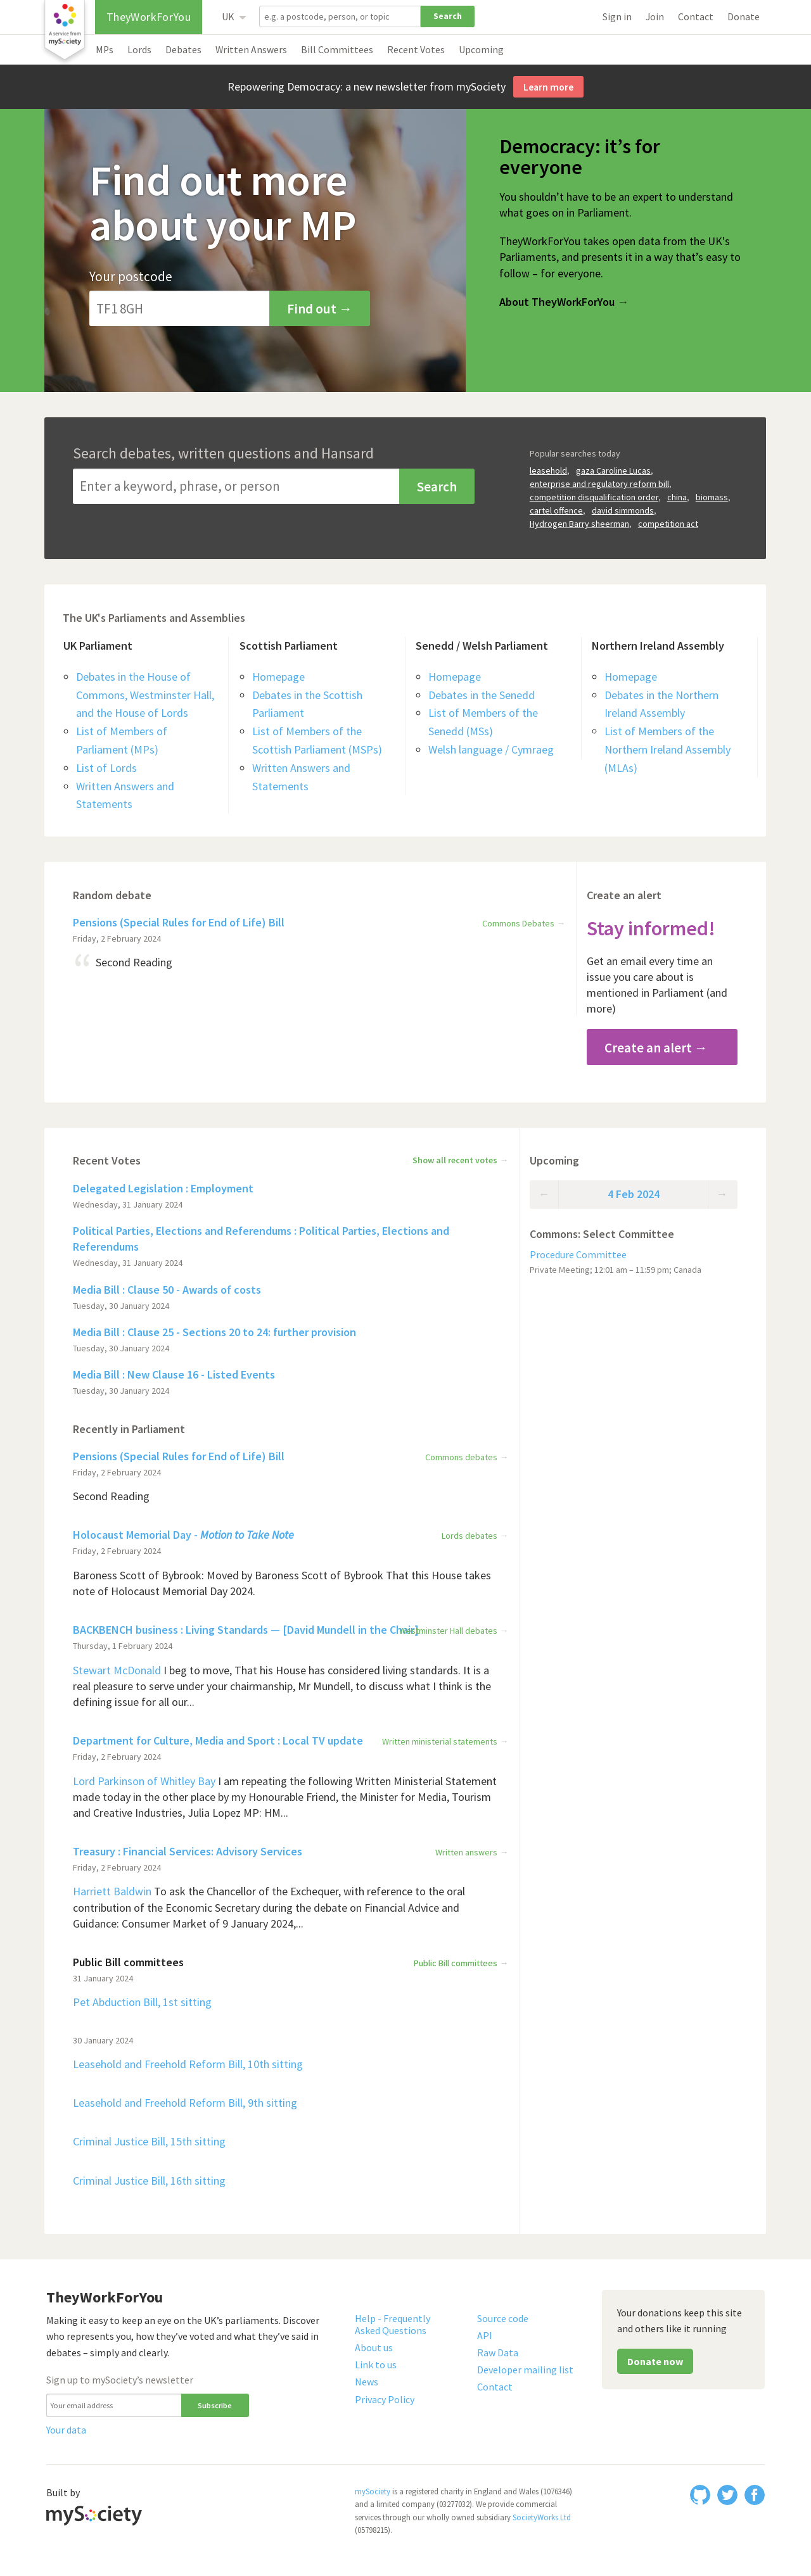 A service from
mySociety
TheyWorkForYou
UK
e.g. a postcode, person, or topic
Search
Sign in
Join
Contact
Donate
MPs
Lords
Debates
Written Answers
Bill Committees
Recent Votes
Upcoming
Repowering Democracy: a new newsletter from mySociety
Learn more
Find out more
about your MP
Your postcode
TF1 8GH
Find out →
Democracy: it’s for
everyone
You shouldn’t have to be an expert to understand
what goes on in Parliament.
TheyWorkForYou takes open data from the UK's
Parliaments, and presents it in a way that’s easy to
follow – for everyone.
About TheyWorkForYou →
Search debates, written questions and Hansard
Enter a keyword, phrase, or person
Search
Popular searches today
leasehold, gaza Caroline Lucas,
enterprise and regulatory reform bill,
competition disqualification order, china, biomass,
cartel offence, david simmonds,
Hydrogen Barry sheerman, competition act
The UK's Parliaments and Assemblies
UK Parliament
Debates in the House of
Commons, Westminster Hall,
and the House of Lords
List of Members of
Parliament (MPs)
List of Lords
Written Answers and
Statements
Scottish Parliament
Homepage
Debates in the Scottish
Parliament
List of Members of the
Scottish Parliament (MSPs)
Written Answers and
Statements
Senedd / Welsh Parliament
Homepage
Debates in the Senedd
List of Members of the
Senedd (MSs)
Welsh language / Cymraeg
Northern Ireland Assembly
Homepage
Debates in the Northern
Ireland Assembly
List of Members of the
Northern Ireland Assembly
(MLAs)
Random debate
Pensions (Special Rules for End of Life) Bill
Commons Debates →
Friday, 2 February 2024
“ Second Reading
Create an alert
Stay informed!
Get an email every time an
issue you care about is
mentioned in Parliament (and
more)
Create an alert →
Recent Votes
Show all recent votes →
Delegated Legislation : Employment
Wednesday, 31 January 2024
Political Parties, Elections and Referendums : Political Parties, Elections and
Referendums
Wednesday, 31 January 2024
Media Bill : Clause 50 - Awards of costs
Tuesday, 30 January 2024
Media Bill : Clause 25 - Sections 20 to 24: further provision
Tuesday, 30 January 2024
Media Bill : New Clause 16 - Listed Events
Tuesday, 30 January 2024
Recently in Parliament
Pensions (Special Rules for End of Life) Bill
Commons debates →
Friday, 2 February 2024
Second Reading
Holocaust Memorial Day - Motion to Take Note
Lords debates →
Friday, 2 February 2024
Baroness Scott of Bybrook: Moved by Baroness Scott of Bybrook That this House takes
note of Holocaust Memorial Day 2024.
BACKBENCH business : Living Standards — [David Mundell in the Chair]
Westminster Hall debates →
Thursday, 1 February 2024
Stewart McDonald I beg to move, That his House has considered living standards. It is a
real pleasure to serve under your chairmanship, Mr Mundell, to discuss what I think is the
defining issue for all our...
Department for Culture, Media and Sport : Local TV update
Written ministerial statements →
Friday, 2 February 2024
Lord Parkinson of Whitley Bay I am repeating the following Written Ministerial Statement
made today in the other place by my Honourable Friend, the Minister for Media, Tourism
and Creative Industries, Julia Lopez MP: HM...
Treasury : Financial Services: Advisory Services
Written answers →
Friday, 2 February 2024
Harriett Baldwin To ask the Chancellor of the Exchequer, with reference to the oral
contribution of the Economic Secretary during the debate on Financial Advice and
Guidance: Consumer Market of 9 January 2024,...
Public Bill committees
Public Bill committees →
31 January 2024
Pet Abduction Bill, 1st sitting
30 January 2024
Leasehold and Freehold Reform Bill, 10th sitting
Leasehold and Freehold Reform Bill, 9th sitting
Criminal Justice Bill, 15th sitting
Criminal Justice Bill, 16th sitting
Upcoming
← 4 Feb 2024 →
Commons: Select Committee
Procedure Committee
Private Meeting; 12:01 am – 11:59 pm; Canada
TheyWorkForYou
Making it easy to keep an eye on the UK’s parliaments. Discover
who represents you, how they’ve voted and what they’ve said in
debates – simply and clearly.
Sign up to mySociety's newsletter
Your email address
Subscribe
Your data
Help - Frequently
Asked Questions
About us
Link to us
News
Privacy Policy
Source code
API
Raw Data
Developer mailing list
Contact
Your donations keep this site
and others like it running
Donate now
Built by
mySociety
mySociety is a registered charity in England and Wales (1076346)
and a limited company (03277032). We provide commercial
services through our wholly owned subsidiary SocietyWorks Ltd
(05798215).